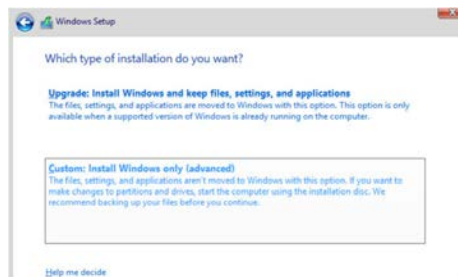 Windows Setup
Which type of installation do you want?
Upgrade: Install Windows and keep files, settings, and applications
The files, settings, and applications are moved to Windows with this option. This option is only
available when a supported version of Windows is already running on the computer.
Custom: Install Windows only (advanced)
The files, settings, and applications aren't moved to Windows with this option. If you want to
make changes to partitions and drives, start the computer using the installation disc. We
recommend backing up your files before you continue.
Help me decide